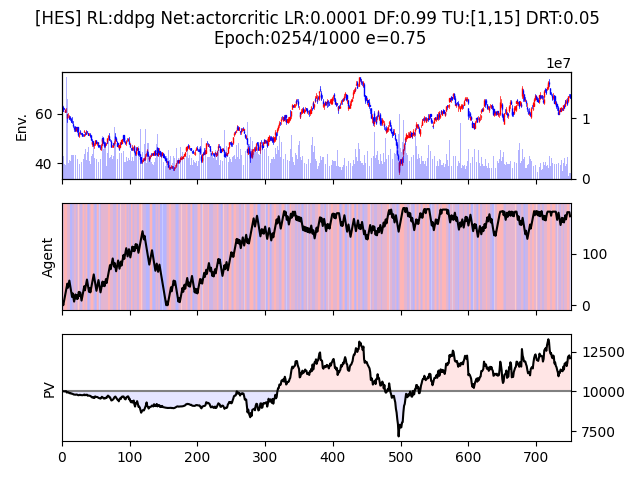 [HES] RL:ddpg Net:actorcritic LR:0.0001 DF:0.99 TU:[1,15] DRT:0.05
Epoch:0254/1000 e=0.75
1e7
Env.
60
40
1
0
Agent
100
0
PV
12500
10000
7500
0 100 200 300 400 500 600 700